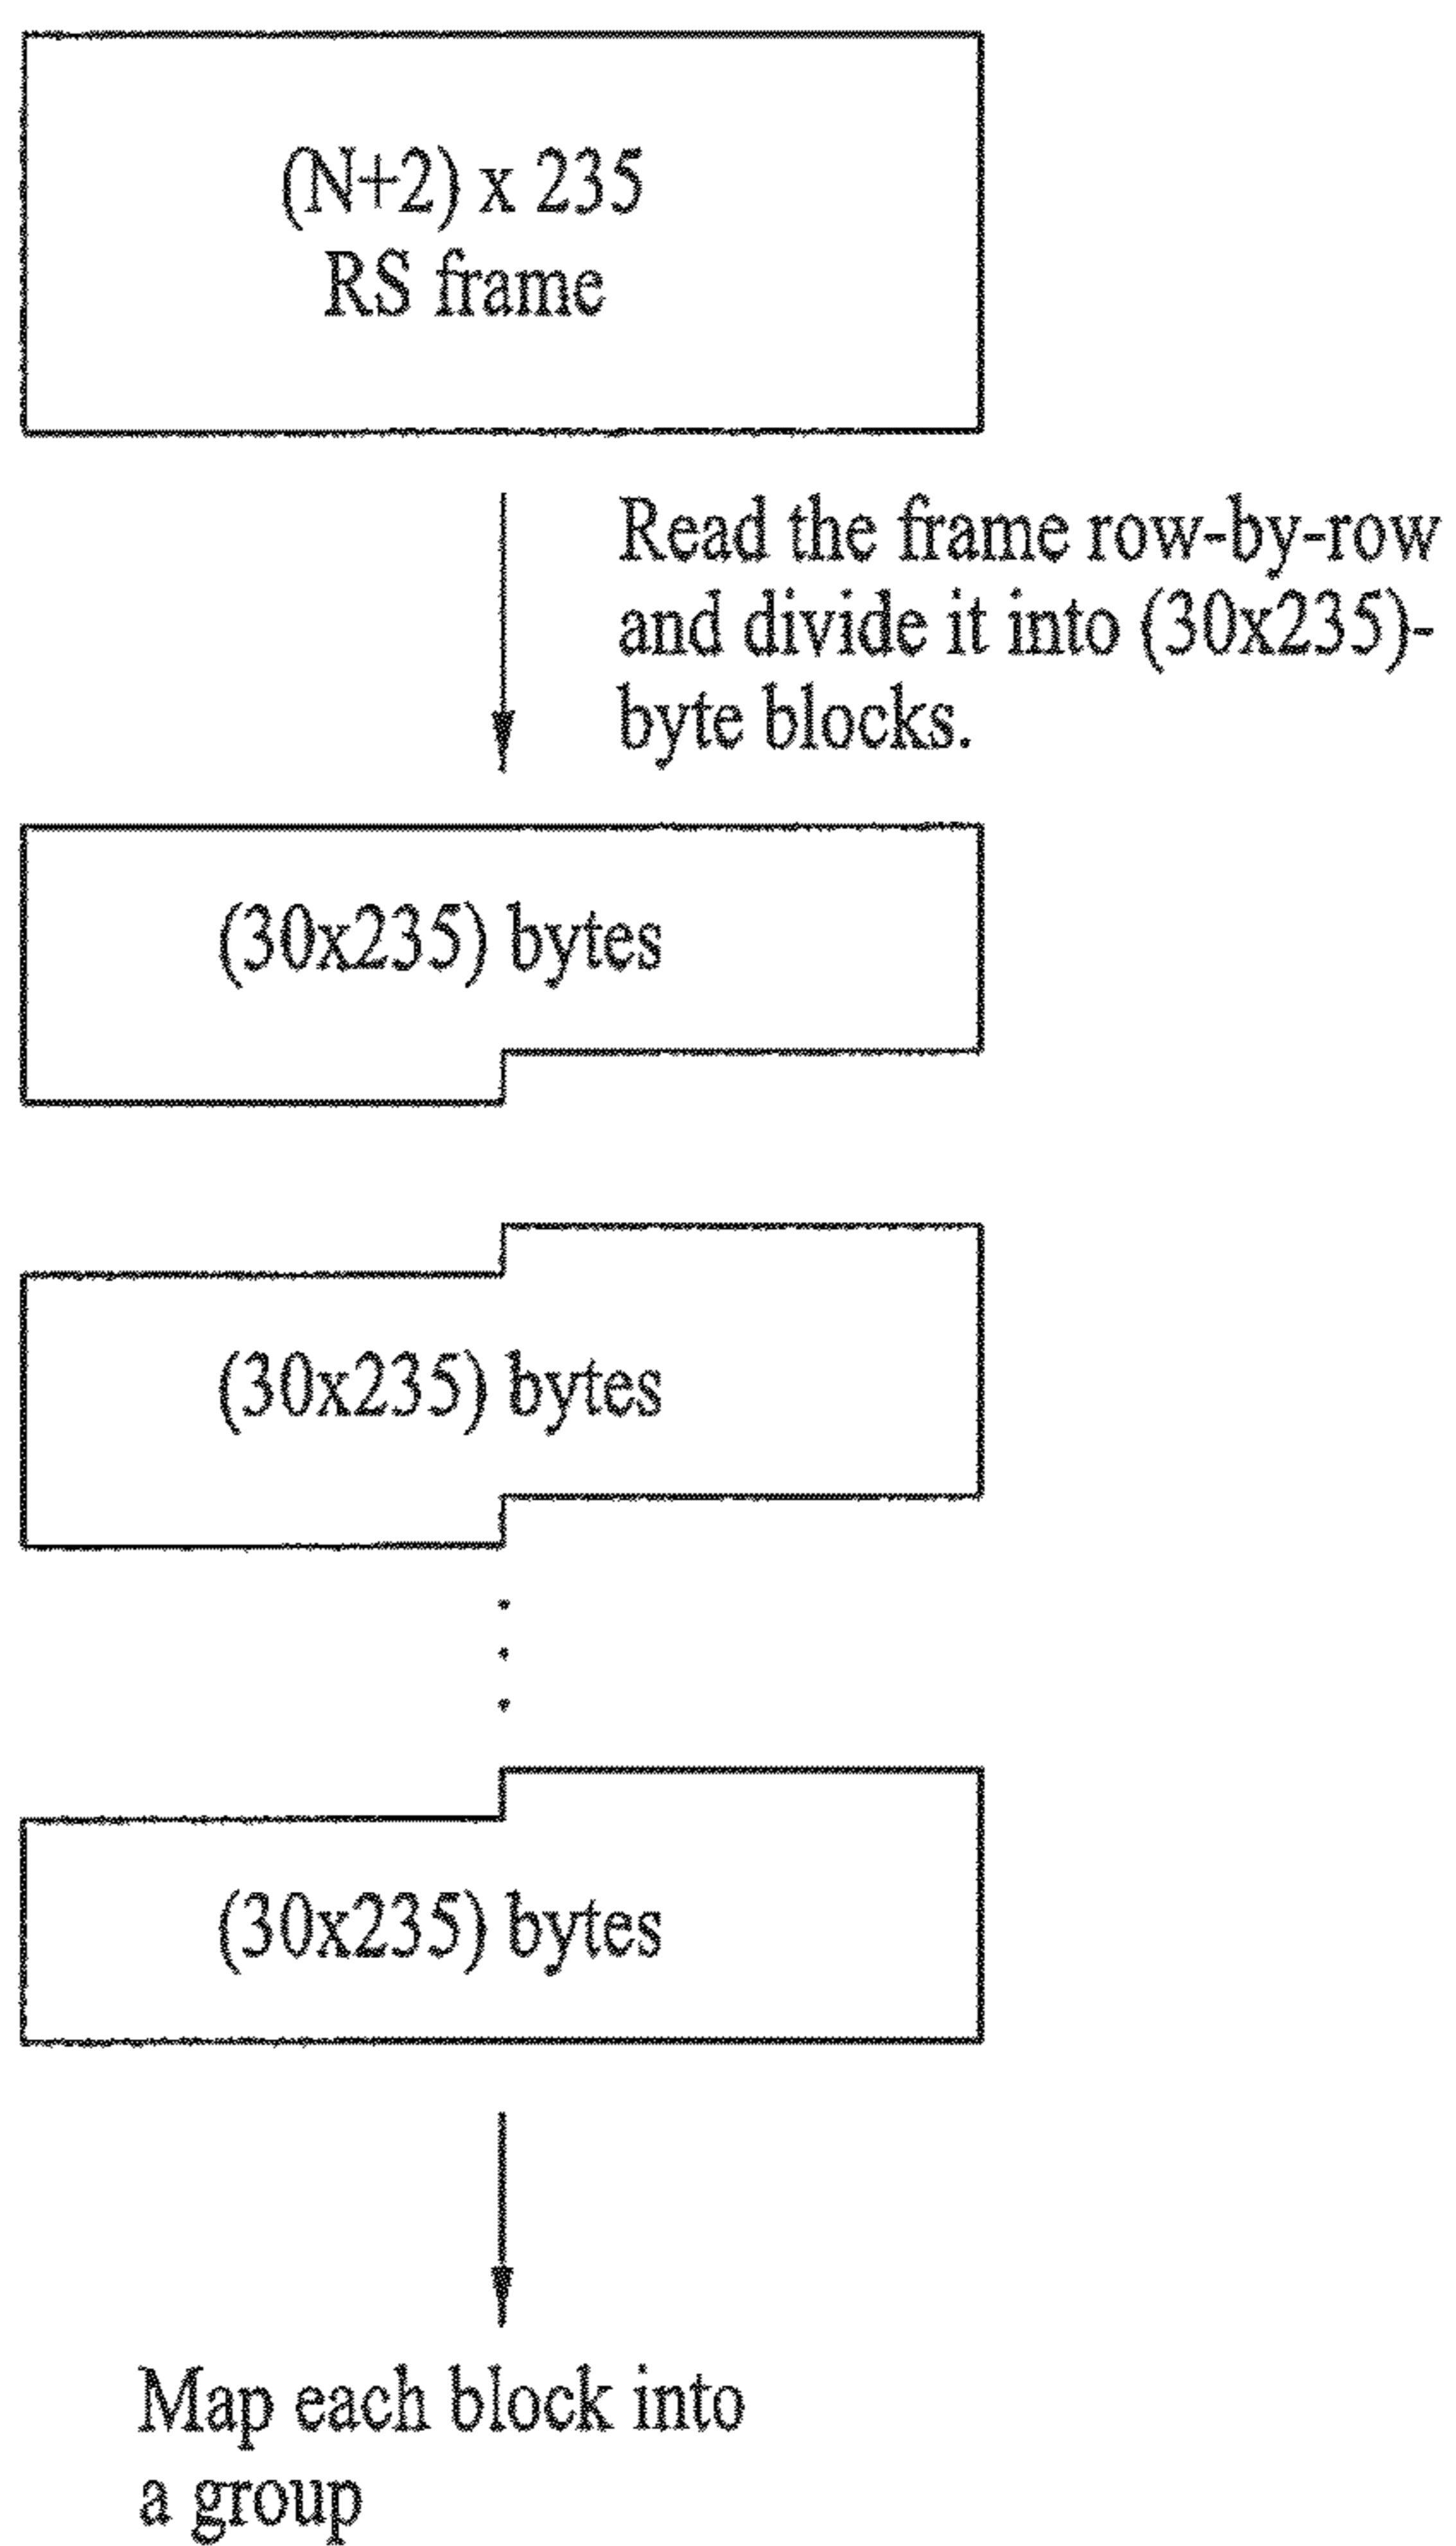 (N+2) x 235
RS frame
Read the frame row-by-row
and divide it into (30x235)-
byte blocks.
(30x235) bytes
(30x235) bytes
(30x235) bytes
Map each block into
a group